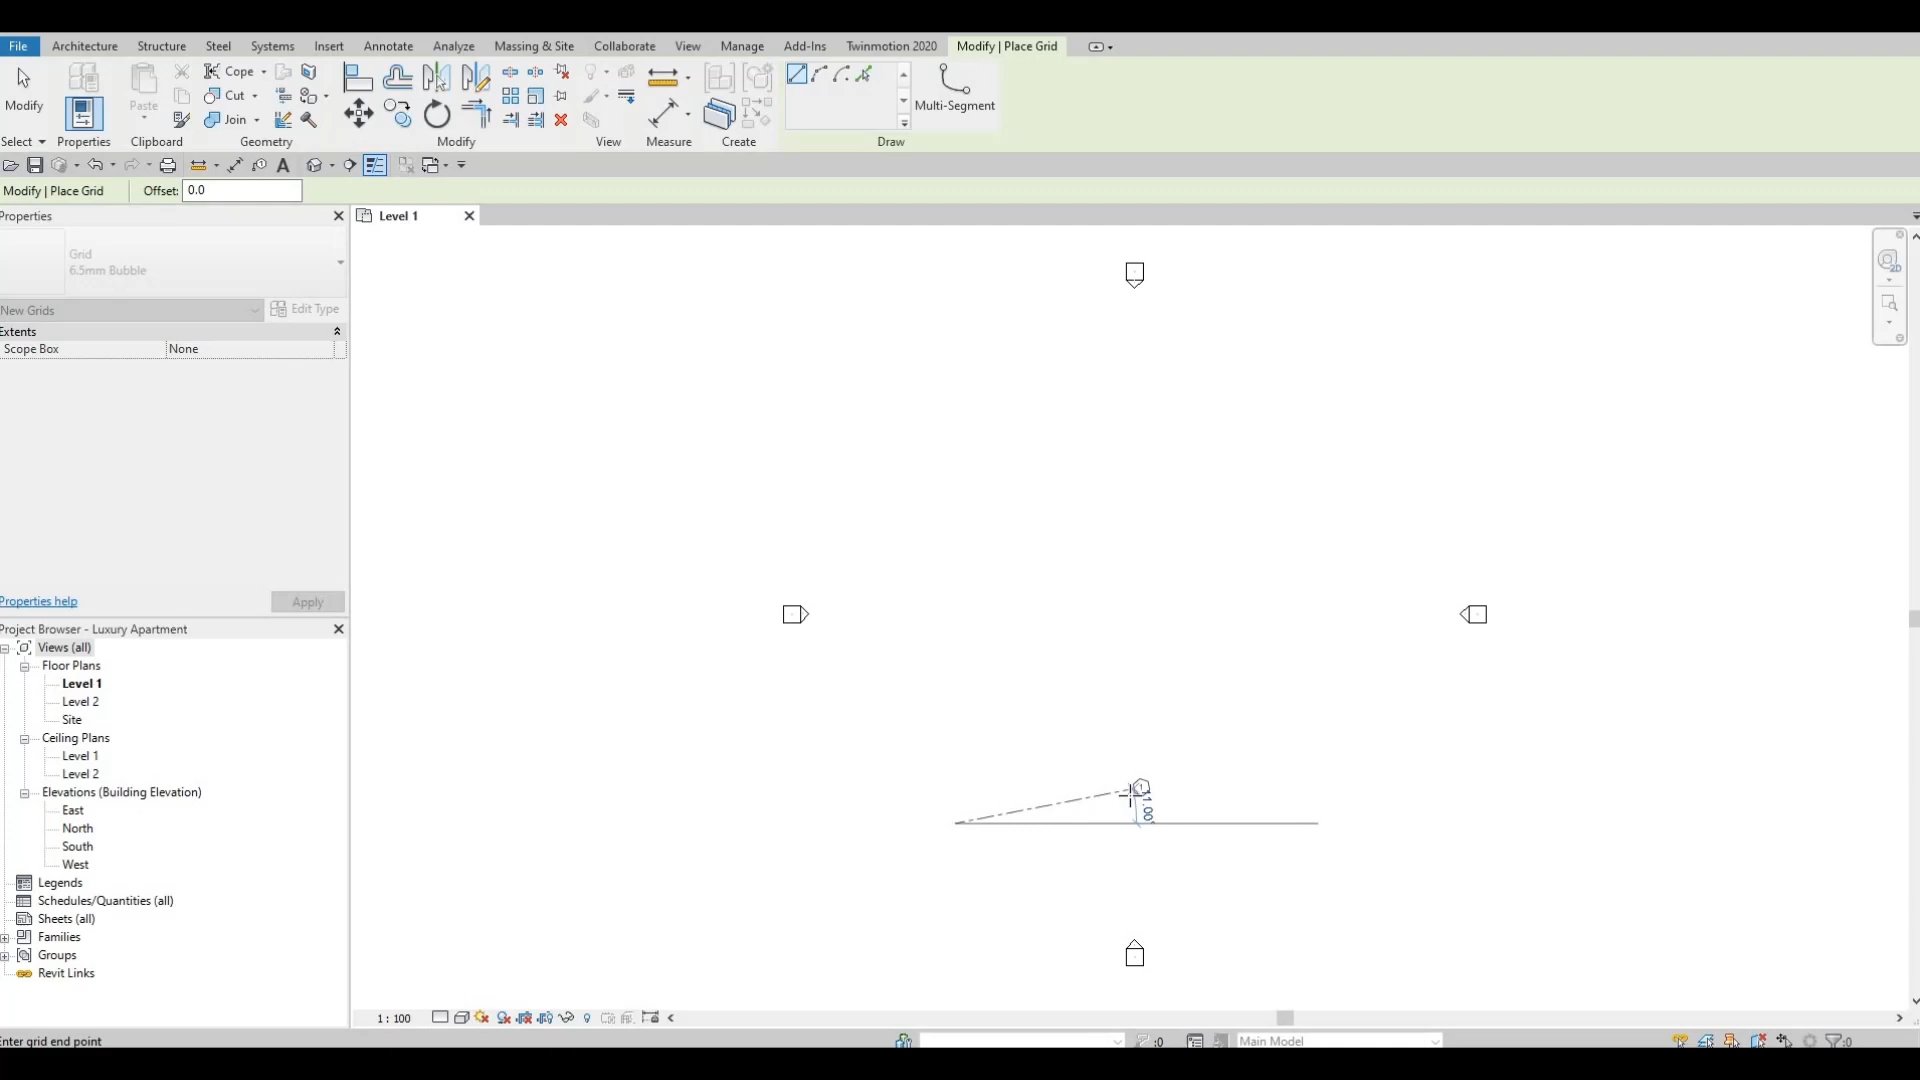 File Architecture Structure Steel Systems Insert Annotate Analyze Massing & Site Collaborate View Manage Add-Ins Twinmotion 2020 Modify | Place Grid
Modify Paste Cope Cut Join Multi-Segment
Select Properties Clipboard Geometry Modify View Measure Create Draw
Modify | Place Grid Offset: 0.0
Properties
Level 1
Grid
6.5mm Bubble
New Grids Edit Type
Extents
Scope Box None
2D
Properties help Apply
Project Browser - Luxury Apartment
Views (all)
Floor Plans
Level 1
Level 2
Site
Ceiling Plans
Level 1
Level 2
Elevations (Building Elevation)
East
North
South
West
Legends
Schedules/Quantities (all)
Sheets (all)
Families
Groups
Revit Links
11.00°
1 : 100
Enter grid end point :0 Main Model :0